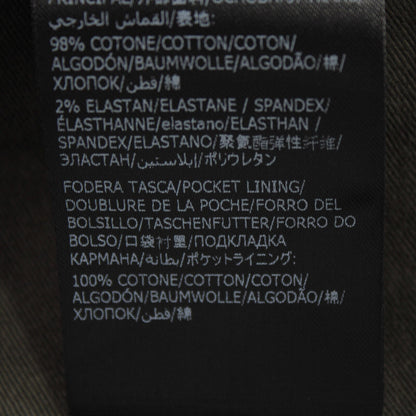 القماش الخارجي/表地:
98% COTONE/COTTON/COTON/
ALGODÓN/BAUMWOLLE/ALGODÃO/棉/
ХЛОПОК/قطن/綿
2% ELASTAN/ELASTANE / SPANDEX/
ÉLASTHANNE/elastano/ELASTHAN /
SPANDEX/ELASTANO/聚氨酯弹性纤维/
ЭЛАСТАН/إيلاستين/ポリウレタン
FODERA TASCA/POCKET LINING/
DOUBLURE DE LA POCHE/FORRO DEL
BOLSILLO/TASCHENFUTTER/FORRO DO
BOLSO/口袋衬里/ПОДКЛАДКА
КАРМАНА/بطانة/ポケットライニング:
100% COTONE/COTTON/COTON/
ALGODÓN/BAUMWOLLE/ALGODÃO/棉/
ХЛОПОК/قطن/綿